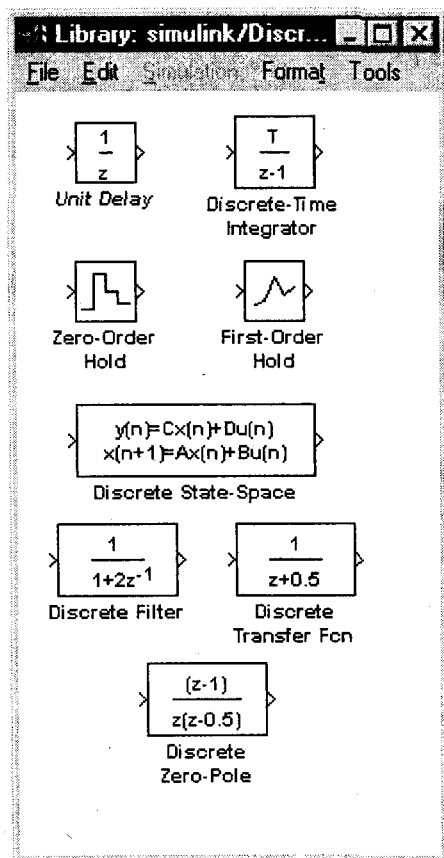 Library: simulink/Discr...
File Edit Simulation Format Tools
1
z
Unit Delay
T
z-1
Discrete-Time
Integrator
Zero-Order
Hold
First-Order
Hold
y(n)=Cx(n)+Du(n)
x(n+1)=Ax(n)+Bu(n)
Discrete State-Space
1
1+2z-1
Discrete Filter
1
z+0.5
Discrete
Transfer Fcn
(z-1)
z(z-0.5)
Discrete
Zero-Pole